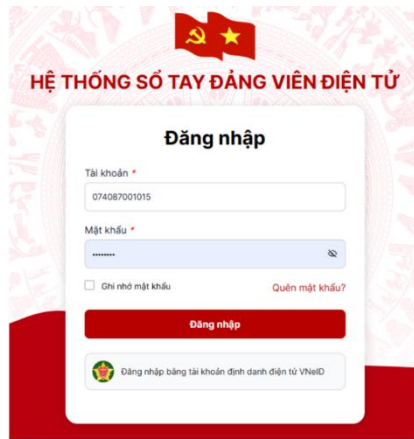 HỆ THỐNG SỔ TAY ĐẢNG VIÊN ĐIỆN TỬ
Đăng nhập
Tài khoản *
074087001015
Mật khẩu *
••••••••
Ghi nhớ mật khẩu
Quên mật khẩu?
Đăng nhập
Đăng nhập bằng tài khoản định danh điện tử VNeID